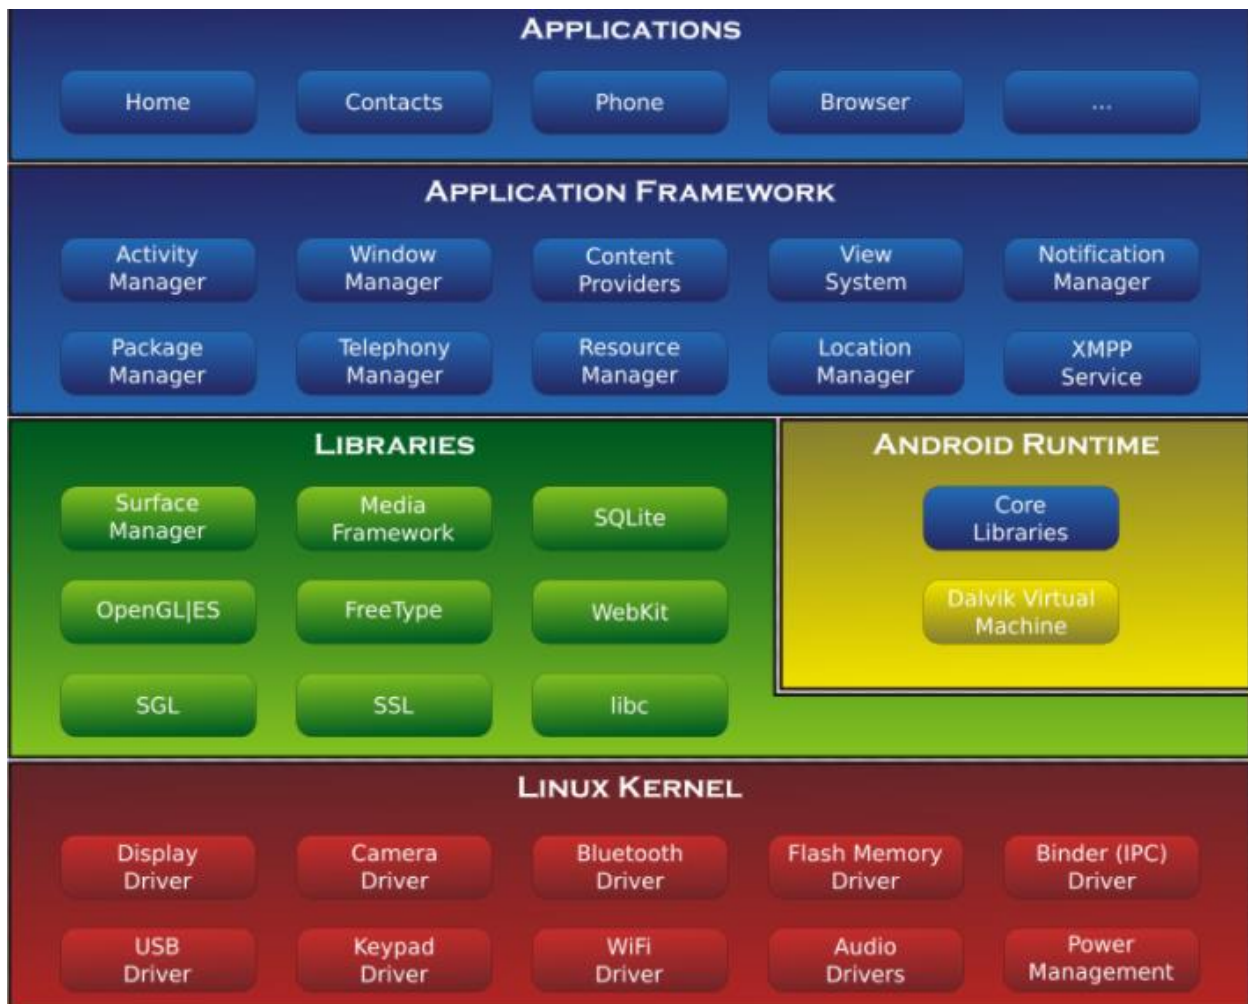 APPLICATIONS
Home
Contacts
Phone
Browser
...
APPLICATION FRAMEWORK
Activity
Manager
Window
Manager
Content
Providers
View
System
Notification
Manager
Package
Manager
Telephony
Manager
Resource
Manager
Location
Manager
XMPP
Service
LIBRARIES
Surface
Manager
Media
Framework
SQLite
OpenGL|ES
FreeType
WebKit
SGL
SSL
libc
ANDROID RUNTIME
Core
Libraries
Dalvik Virtual
Machine
LINUX KERNEL
Display
Driver
Camera
Driver
Bluetooth
Driver
Flash Memory
Driver
Binder (IPC)
Driver
USB
Driver
Keypad
Driver
WiFi
Driver
Audio
Drivers
Power
Management